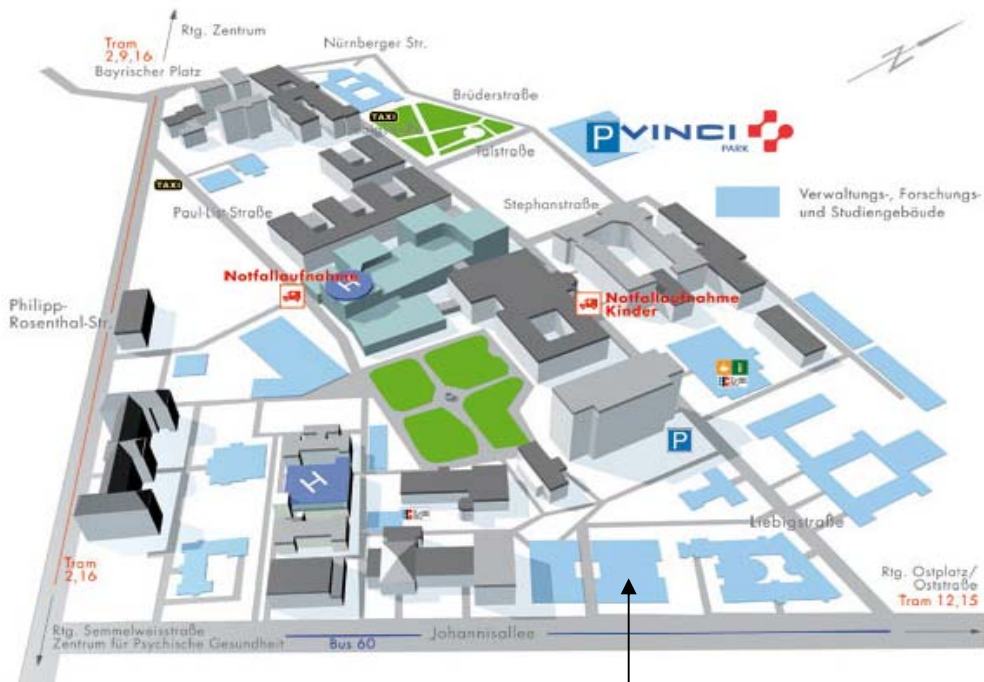 Rtg. Zentrum
Tram
2,9,16
Bayrischer Platz
Nürnberger Str.
Brüderstraße
TAXI
Talstraße
P VINCI
PARK
N
TAXI
Paul-List-Straße
Stephanstraße
Verwaltungs-, Forschungs-
und Studiengebäude
Notfallaufnahme
H
Notfallaufnahme
Kinder
Philipp-
Rosenthal-Str.
P
H
Liebigstraße
Tram
2,16
Rtg. Ostplatz/
Oststraße
Tram 12,15
Rtg. Semmelweisstraße
Zentrum für Psychische Gesundheit
Bus 60
Johannisallee